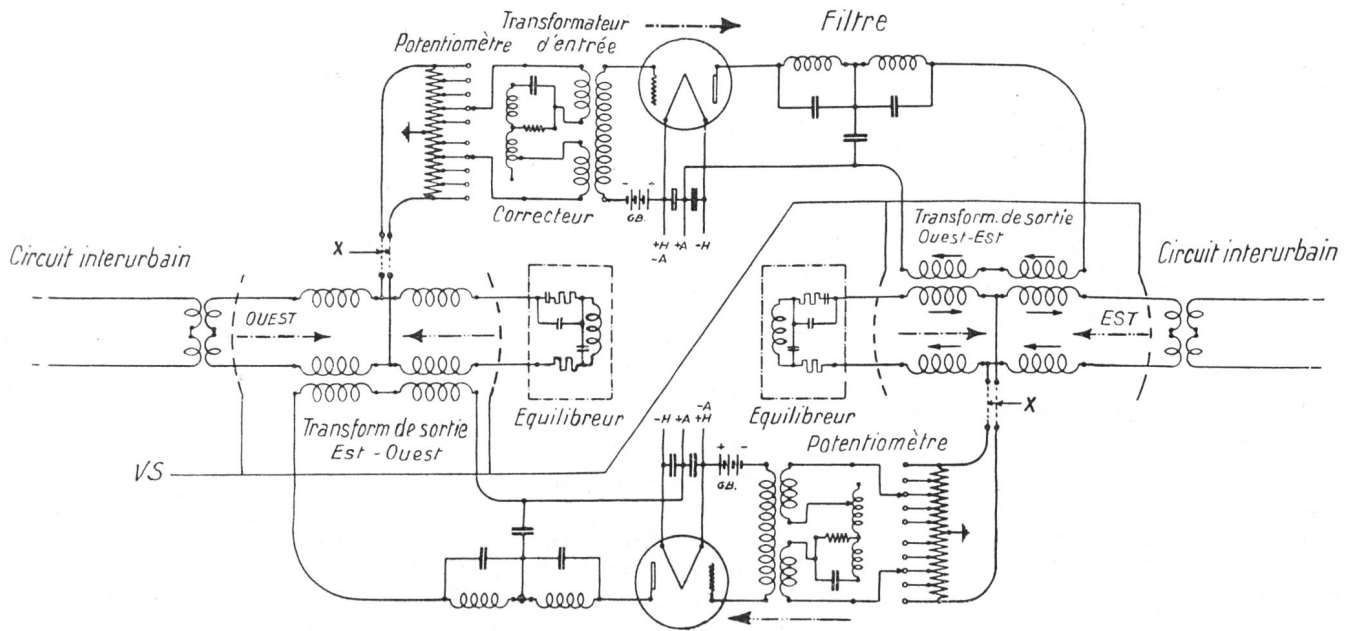 Transformateur
d'entrée
Filtre
Potentiomètre
Correcteur
GB.
+H +A -H
-A
X
Transform. de sortie
Ouest-Est
Circuit interurbain
Circuit interurbain
OUEST
EST
Equilibreur
Equilibreur
Transform de sortie
Est - Ouest
-A
-H +A +H
X
Potentiomètre
VS
+ -
GB.